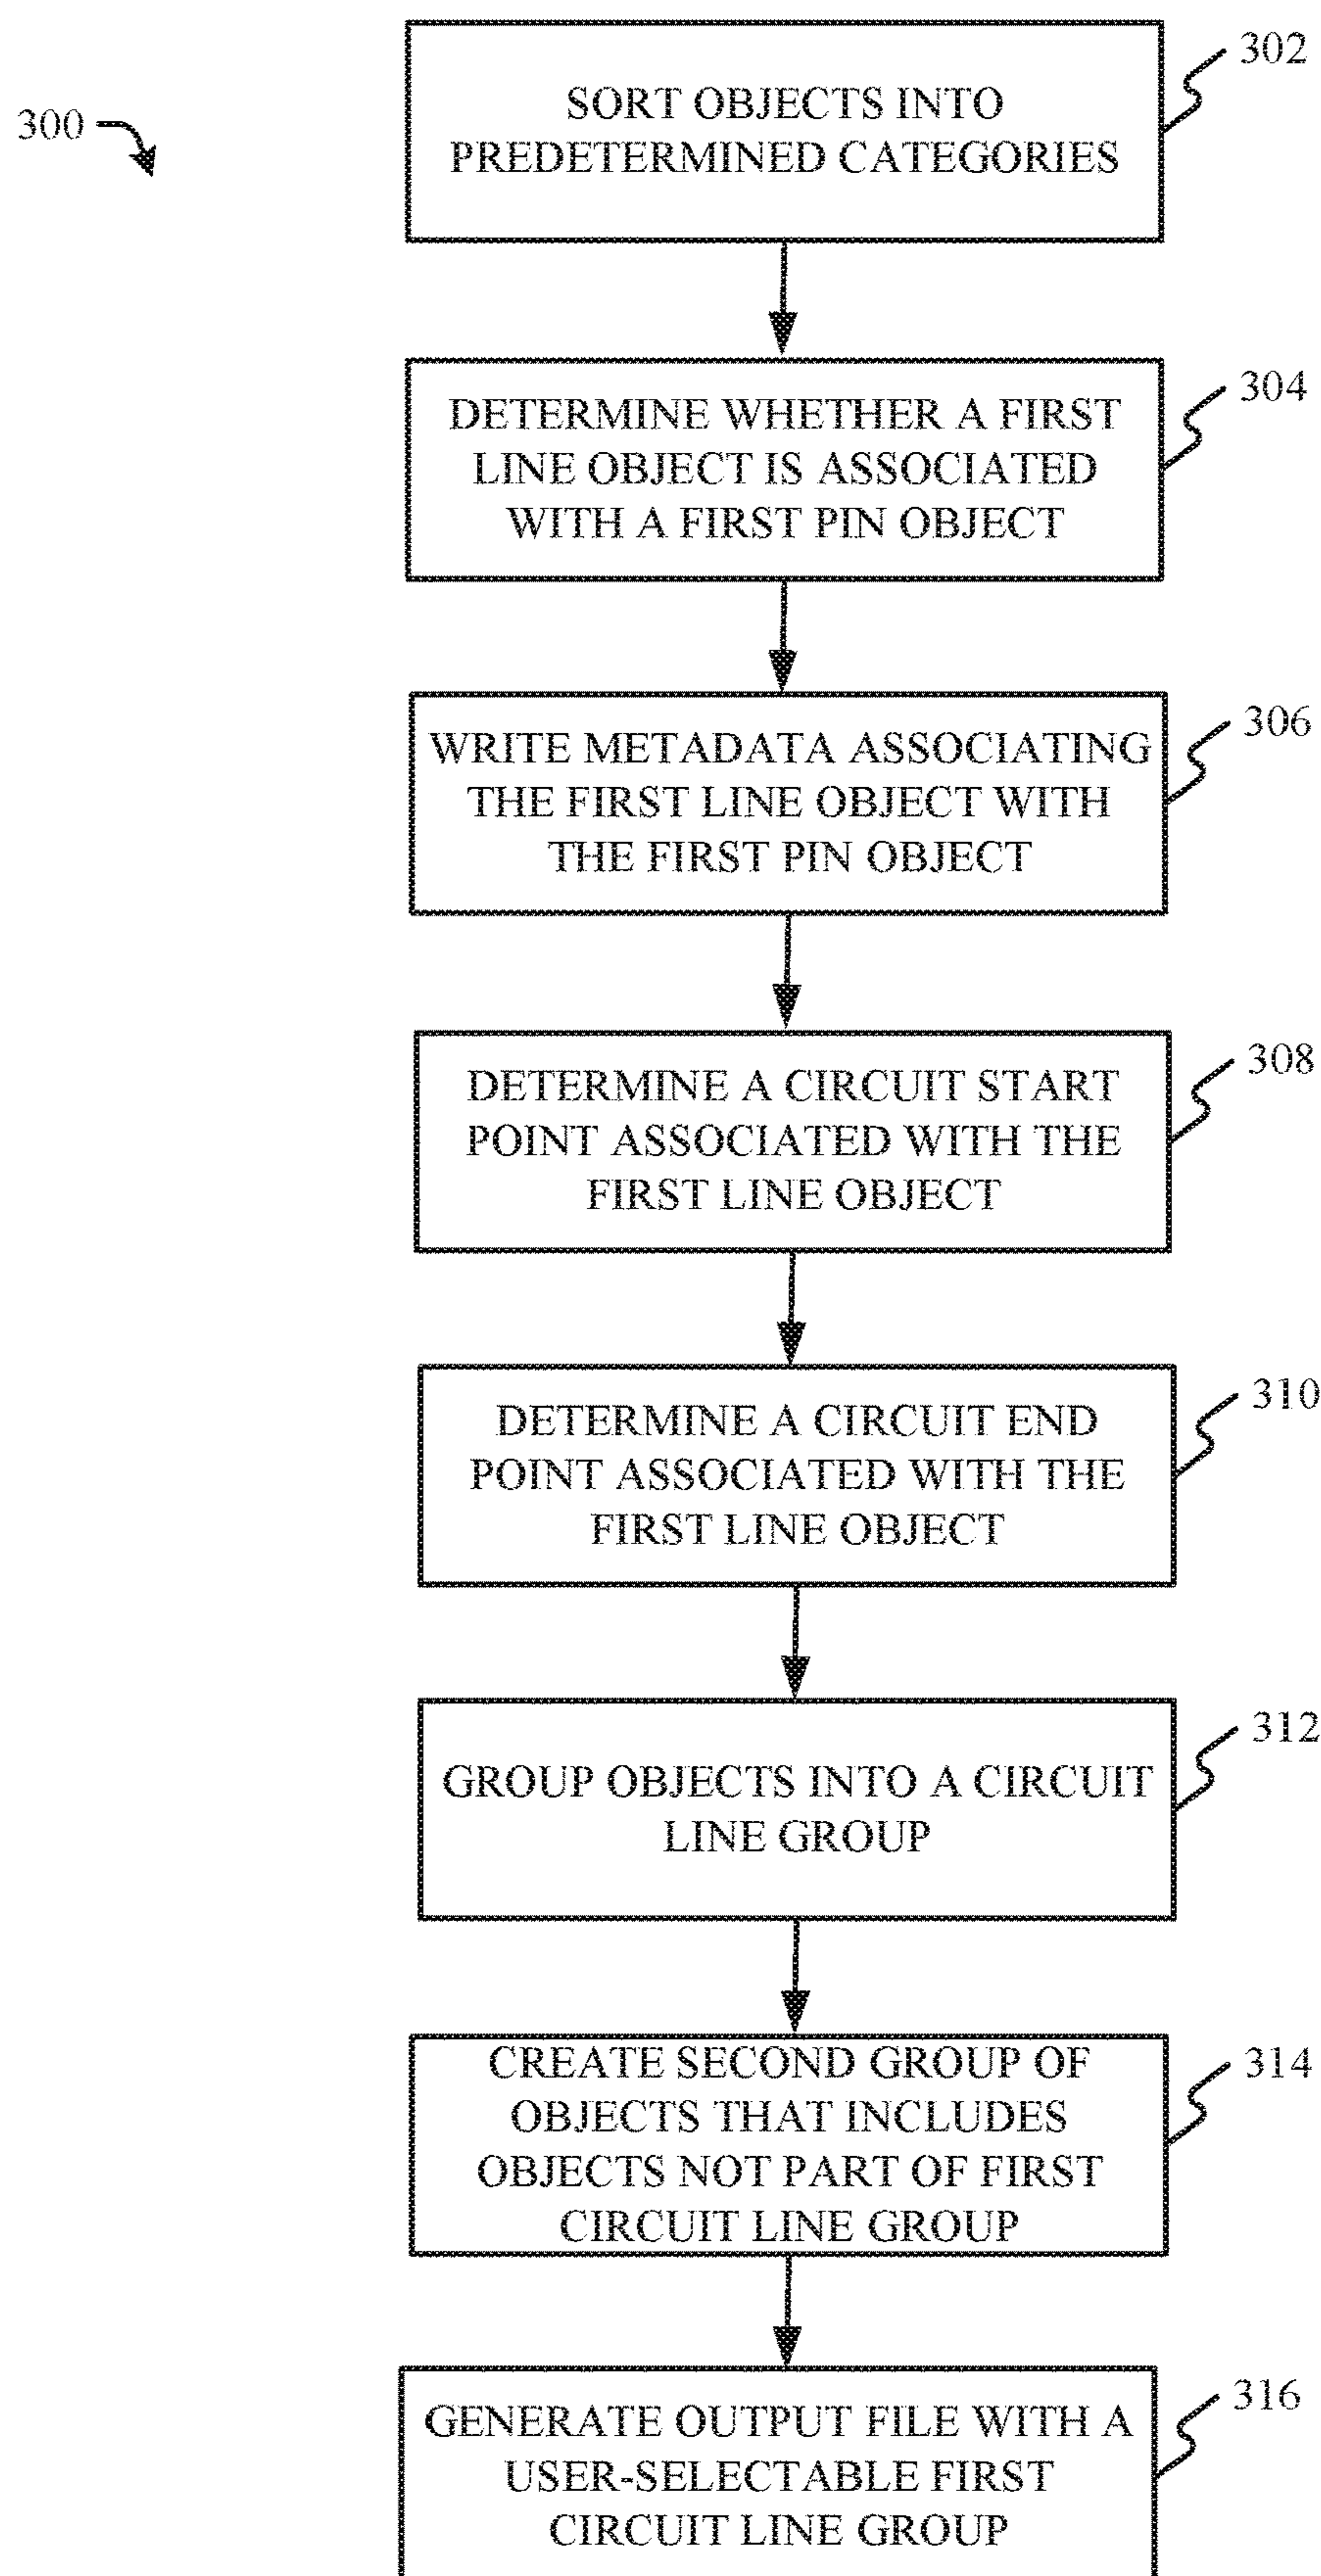 300
302
SORT OBJECTS INTO
PREDETERMINED CATEGORIES
304
DETERMINE WHETHER A FIRST
LINE OBJECT IS ASSOCIATED
WITH A FIRST PIN OBJECT
306
WRITE METADATA ASSOCIATING
THE FIRST LINE OBJECT WITH
THE FIRST PIN OBJECT
308
DETERMINE A CIRCUIT START
POINT ASSOCIATED WITH THE
FIRST LINE OBJECT
310
DETERMINE A CIRCUIT END
POINT ASSOCIATED WITH THE
FIRST LINE OBJECT
312
GROUP OBJECTS INTO A CIRCUIT
LINE GROUP
314
CREATE SECOND GROUP OF
OBJECTS THAT INCLUDES
OBJECTS NOT PART OF FIRST
CIRCUIT LINE GROUP
316
GENERATE OUTPUT FILE WITH A
USER-SELECTABLE FIRST
CIRCUIT LINE GROUP